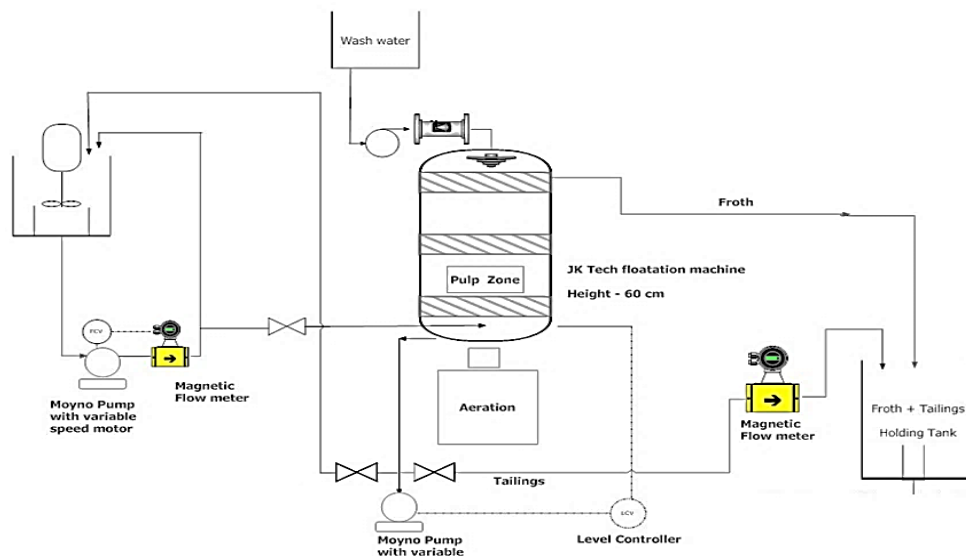 Wash water
Froth
JK Tech floatation machine
Height - 60 cm
Pulp Zone
FCV
Magnetic
Flow meter
Moyno Pump
with variable
speed motor
Aeration
Magnetic
Flow meter
Froth + Tailings
Holding Tank
Tailings
LCV
Level Controller
Moyno Pump
with variable